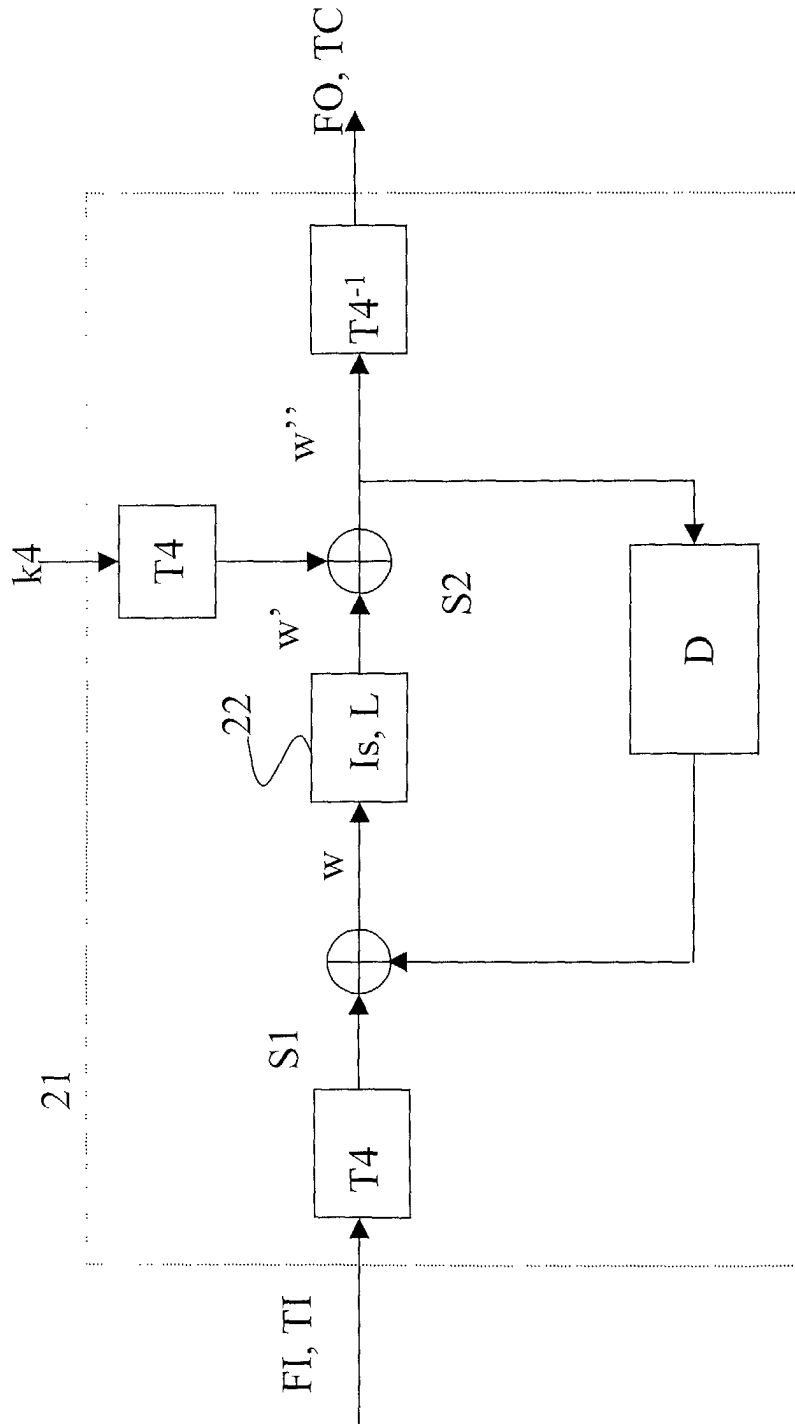 21
FI, TI
T4
S1
w
22
Is, L
w'
k4
T4
S2
w''
D
T4-1
FO, TC